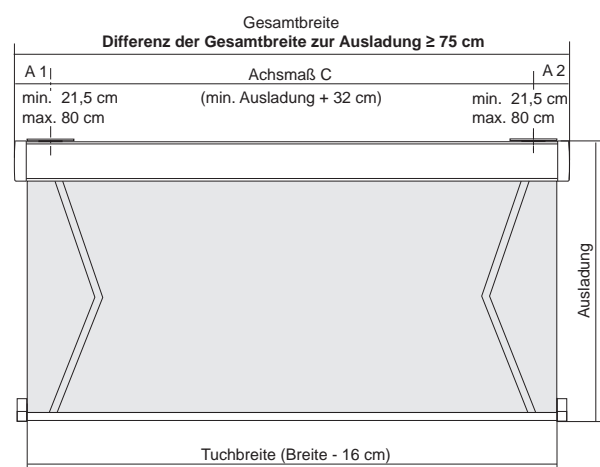 Gesamtbreite
Differenz der Gesamtbreite zur Ausladung ≥ 75 cm
A 1
Achsmaß C
A 2
min. 21,5 cm
max. 80 cm
(min. Ausladung + 32 cm)
min. 21,5 cm
max. 80 cm
Ausladung
Tuchbreite (Breite - 16 cm)